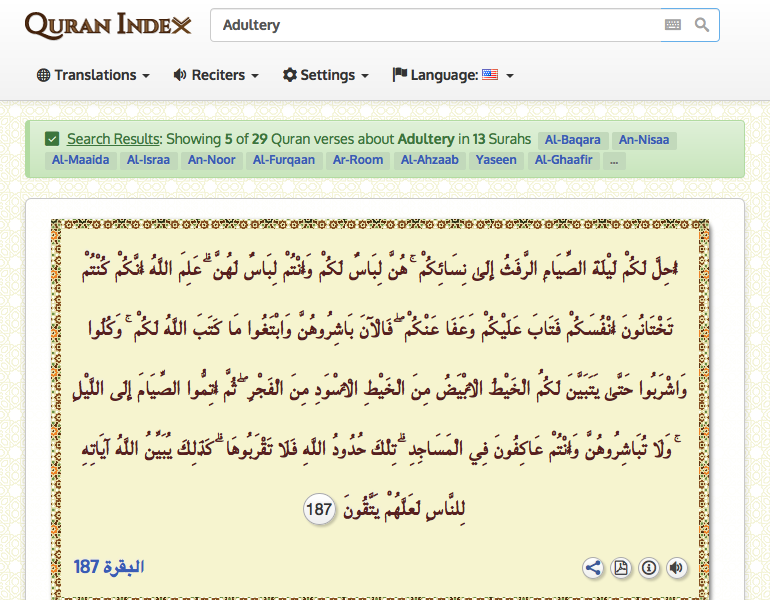 QURAN INDEX
Adultery
Translations
Reciters
Settings
Language:
Search Results: Showing 5 of 29 Quran verses about Adultery in 13 Surahs Al-Baqara An-Nisaa
Al-Maaida Al-Israa An-Noor Al-Furqaan Ar-Room Al-Ahzaab Yaseen Al-Ghaafir ...
أُحِلَّ لَكُمْ لَيْلَةَ الصِّيَامِ الرَّفَثُ إِلَىٰ نِسَائِكُمْ ۚ هُنَّ لِبَاسٌ لَكُمْ وَأَنْتُمْ لِبَاسٌ لَهُنَّ ۗ عَلِمَ اللَّهُ أَنَّكُمْ كُنْتُمْ
تَخْتَانُونَ أَنْفُسَكُمْ فَتَابَ عَلَيْكُمْ وَعَفَا عَنْكُمْ ۖ فَالْآنَ بَاشِرُوهُنَّ وَابْتَغُوا مَا كَتَبَ اللَّهُ لَكُمْ ۚ وَكُلُوا
وَاشْرَبُوا حَتَّىٰ يَتَبَيَّنَ لَكُمُ الْخَيْطُ الْأَبْيَضُ مِنَ الْخَيْطِ الْأَسْوَدِ مِنَ الْفَجْرِ ۖ ثُمَّ أَتِمُّوا الصِّيَامَ إِلَى اللَّيْلِ
ۚ وَلَا تُبَاشِرُوهُنَّ وَأَنْتُمْ عَاكِفُونَ فِي الْمَسَاجِدِ ۗ تِلْكَ حُدُودُ اللَّهِ فَلَا تَقْرَبُوهَا ۗ كَذَٰلِكَ يُبَيِّنُ اللَّهُ آيَاتِهِ
لِلنَّاسِ لَعَلَّهُمْ يَتَّقُونَ 187
البقرة 187